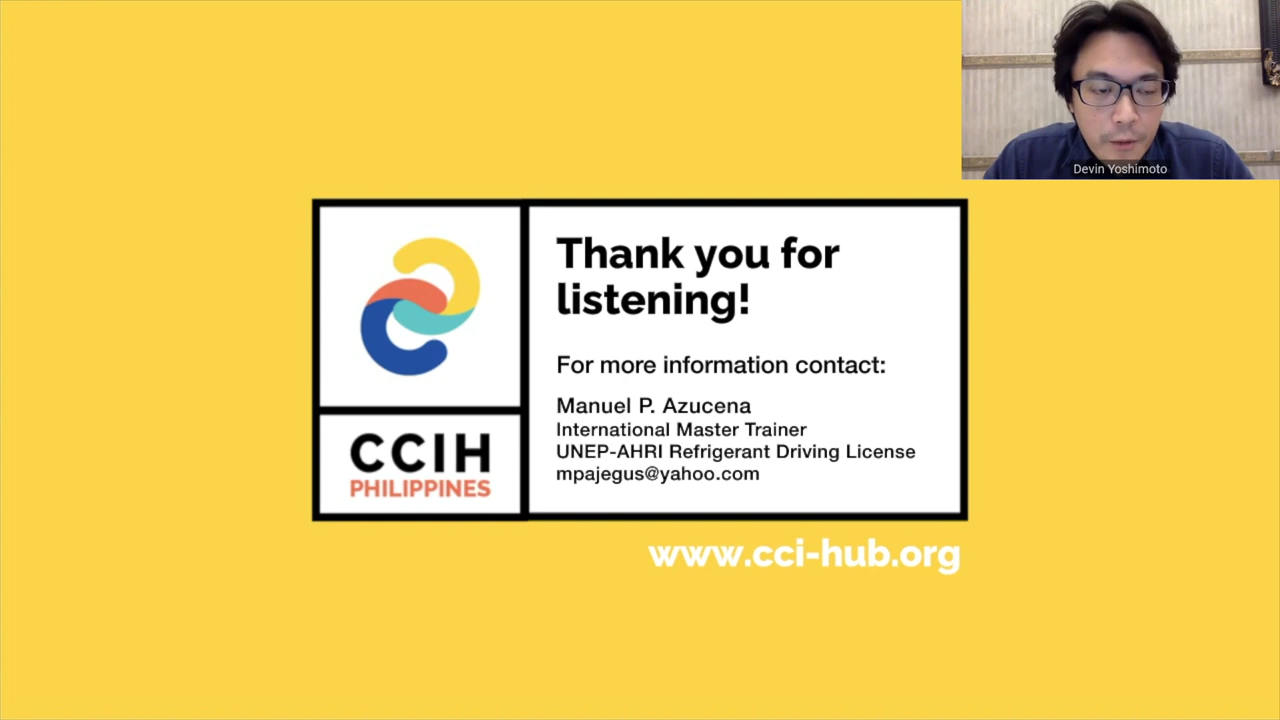 Devin Yoshimoto
Thank you for
listening!
For more information contact:
Manuel P. Azucena
International Master Trainer
UNEP-AHRI Refrigerant Driving License
mpajegus@yahoo.com
CCIH
PHILIPPINES
www.cci-hub.org